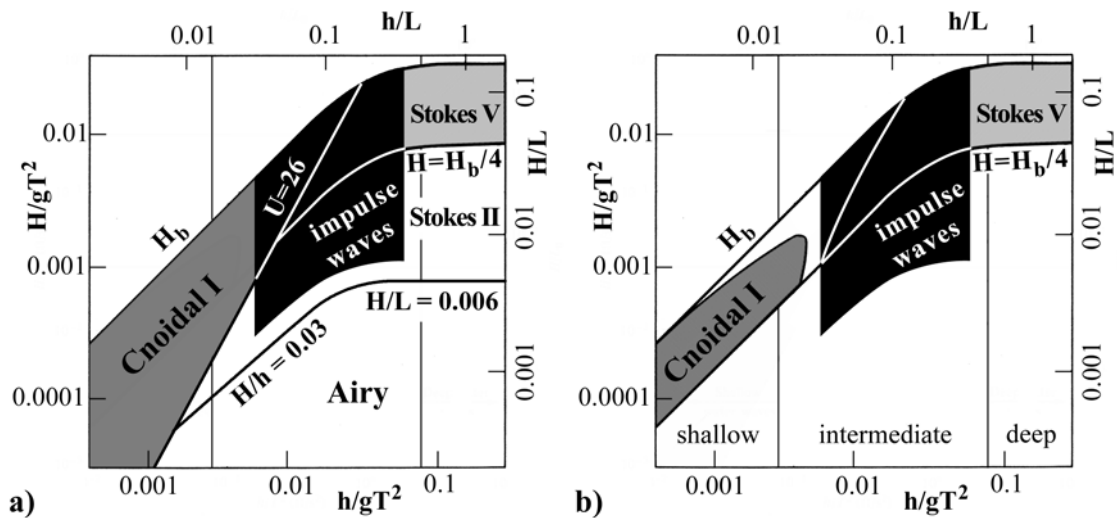 h/L
0.01
0.1
1
H/gT²
0.01
0.001
0.0001
H/L
0.1
0.01
0.001
H_b
U=26
Stokes V
H=H_b/4
Stokes II
impulse
waves
Cnoidal I
H/L = 0.006
H/h = 0.03
Airy
0.001
0.01
0.1
h/gT²
a)
h/L
0.01
0.1
1
H/gT²
0.01
0.001
0.0001
H/L
0.1
0.01
0.001
H_b
Stokes V
H=H_b/4
impulse
waves
Cnoidal I
shallow
intermediate
deep
0.001
0.01
0.1
h/gT²
b)